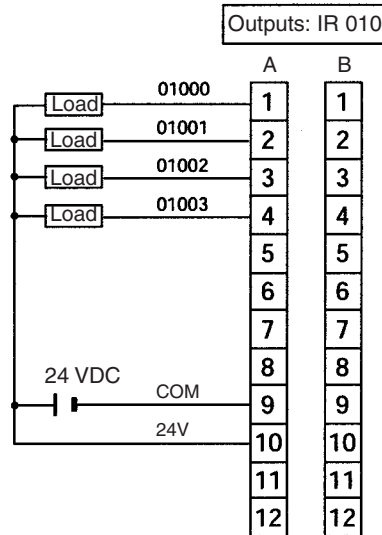 Outputs: IR 010
A B
Load 01000 1 1
Load 01001 2 2
Load 01002 3 3
Load 01003 4 4
5 5
6 6
7 7
8 8
24 VDC
COM 9 9
24V 10 10
11 11
12 12